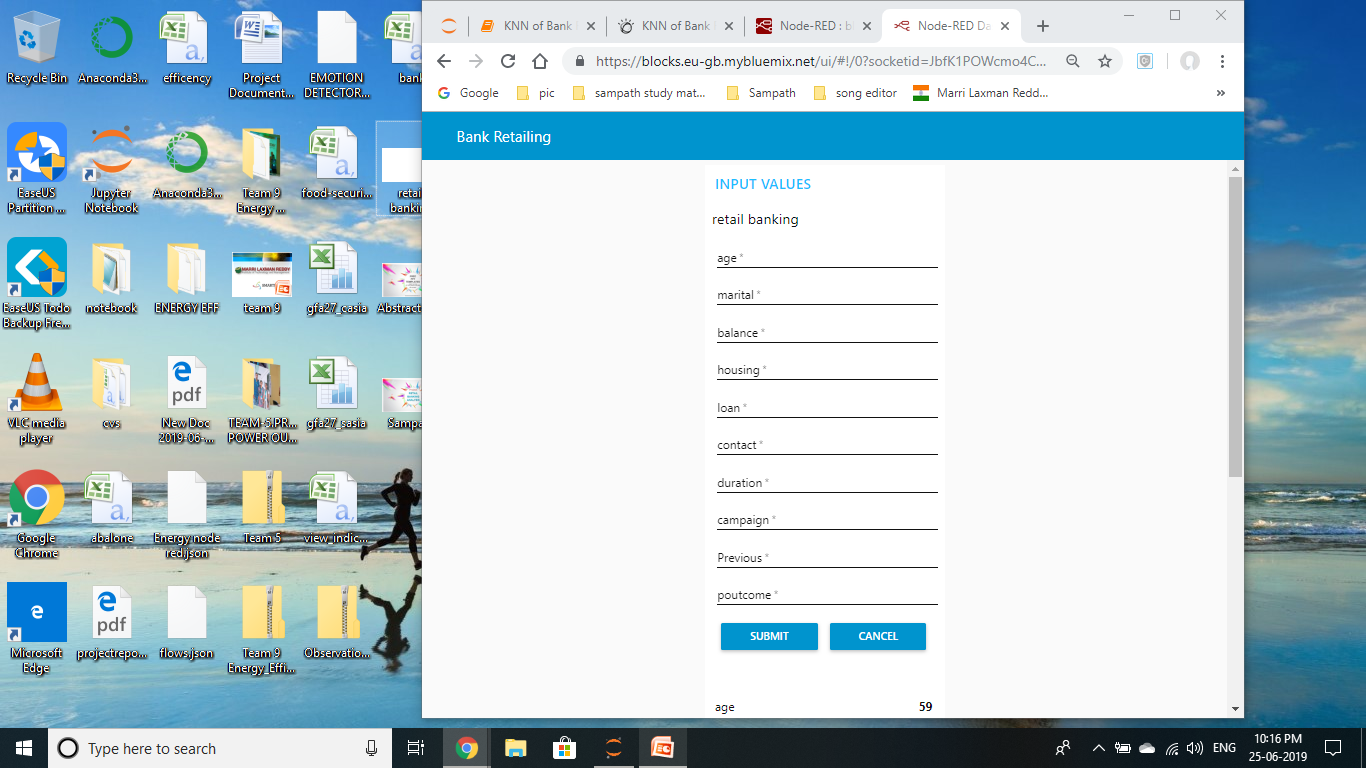 Recycle Bin
Anaconda3...
efficency
Project Document...
EMOTION DETECTOR...
bank
EaseUS Partition ...
Jupyter Notebook
Anaconda3...
Team 9 Energy ...
food-securi...
retai
bankin
EaseUS Todo Backup Fre...
notebook
ENERGY EFF
team 9
gfa27_casia
Abstract
VLC media player
cvs
New Doc 2019-06-...
TEAM-5.PR... POWER OU...
gfa27_sasia
Sampa
Google Chrome
abalone
Energy node red.json
Team 5
view_indic...
Microsoft Edge
projectrepo...
flows.json
Team 9 Energy_Effi...
Observatio...
KNN of Bank
KNN of Bank
Node-RED : b
Node-RED Da
https://blocks.eu-gb.mybluemix.net/ui/#!/0?socketid=JbfK1POWcmo4C...
Google
pic
sampath study mat...
Sampath
song editor
Marri Laxman Redd...
»
Bank Retailing
INPUT VALUES
retail banking
age *
marital *
balance *
housing *
loan *
contact *
duration *
campaign *
Previous *
poutcome *
SUBMIT CANCEL
age 59
Type here to search
ENG
10:16 PM
25-06-2019